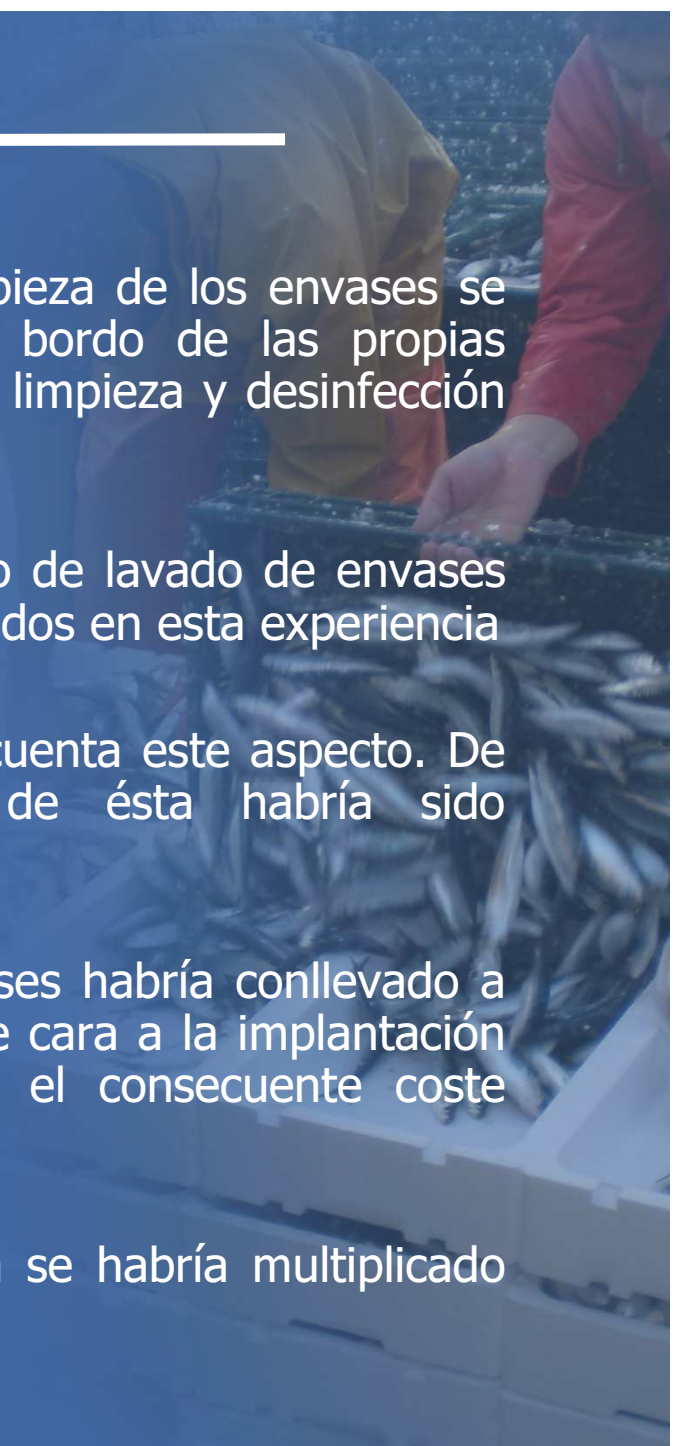 pieza de los envases se
bordo de las propias
limpieza y desinfección
o de lavado de envases
dos en esta experiencia
cuenta este aspecto. De
de ésta habría sido
ses habría conllevado a
e cara a la implantación
el consecuente coste
se habría multiplicado